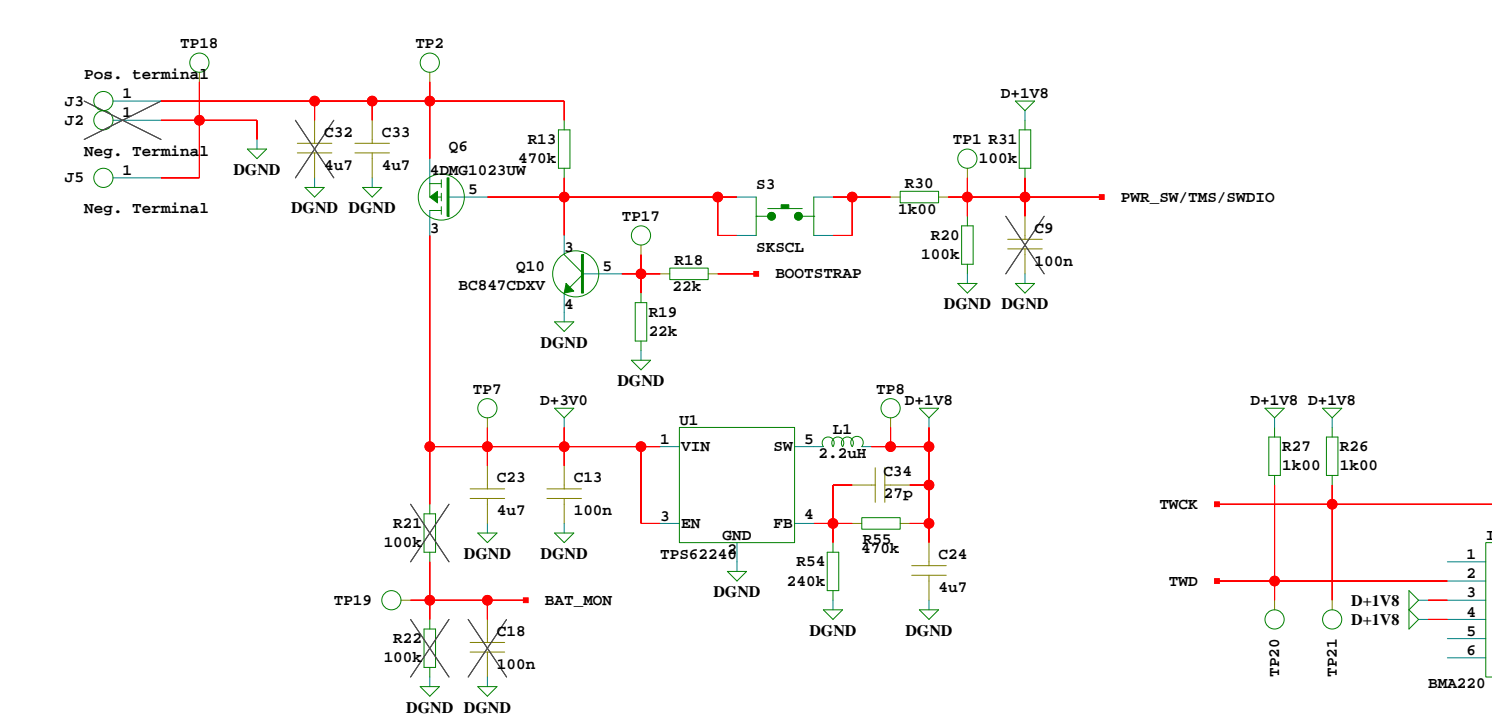 TP18
TP2
Pos. terminal
J3 1
J2 1
Neg. Terminal
J5 1
Neg. Terminal
DGND
C32
4u7
DGND
C33
4u7
DGND
Q6
4
DMG1023UW
5
3
R13
470k
S3
SKSCL
R30
1k00
TP1
D+1V8
R31
100k
PWR_SW/TMS/SWDIO
R20
100k
DGND
C9
100n
DGND
TP17
Q10
BC847CDXV
3
5
4
DGND
R18
22k
BOOTSTRAP
R19
22k
DGND
TP7
D+3V0
C23
4u7
DGND
C13
100n
DGND
U1
1 VIN
3 EN
SW 5
FB 4
GND
2
TPS62240
DGND
L1
2.2uH
TP8
D+1V8
C34
27p
R55
470k
R54
240k
DGND
C24
4u7
DGND
R21
100k
TP19
BAT_MON
R22
100k
DGND
C18
100n
DGND
D+1V8
D+1V8
R27
1k00
R26
1k00
TWCK
TWD
TP20
TP21
1
2
D+1V8 3
D+1V8 4
5
6
BMA220